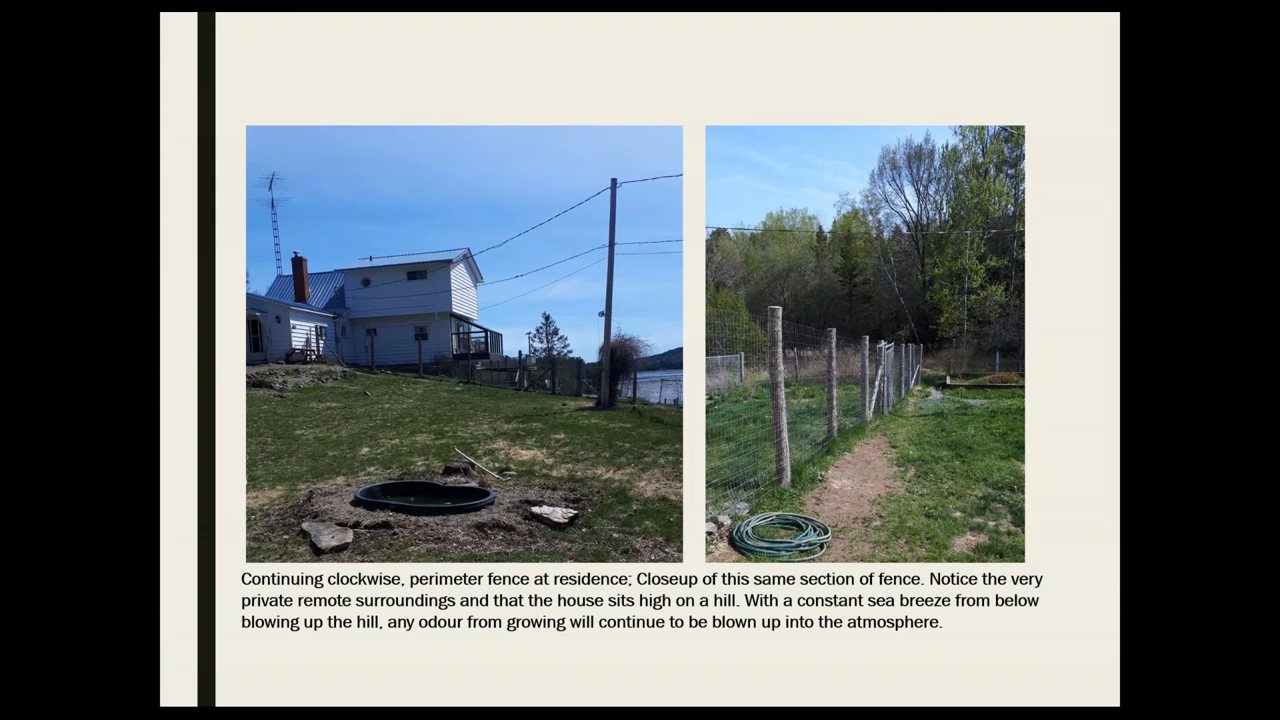 Continuing clockwise, perimeter fence at residence; Closeup of this same section of fence. Notice the very
private remote surroundings and that the house sits high on a hill. With a constant sea breeze from below
blowing up the hill, any odour from growing will continue to be blown up into the atmosphere.